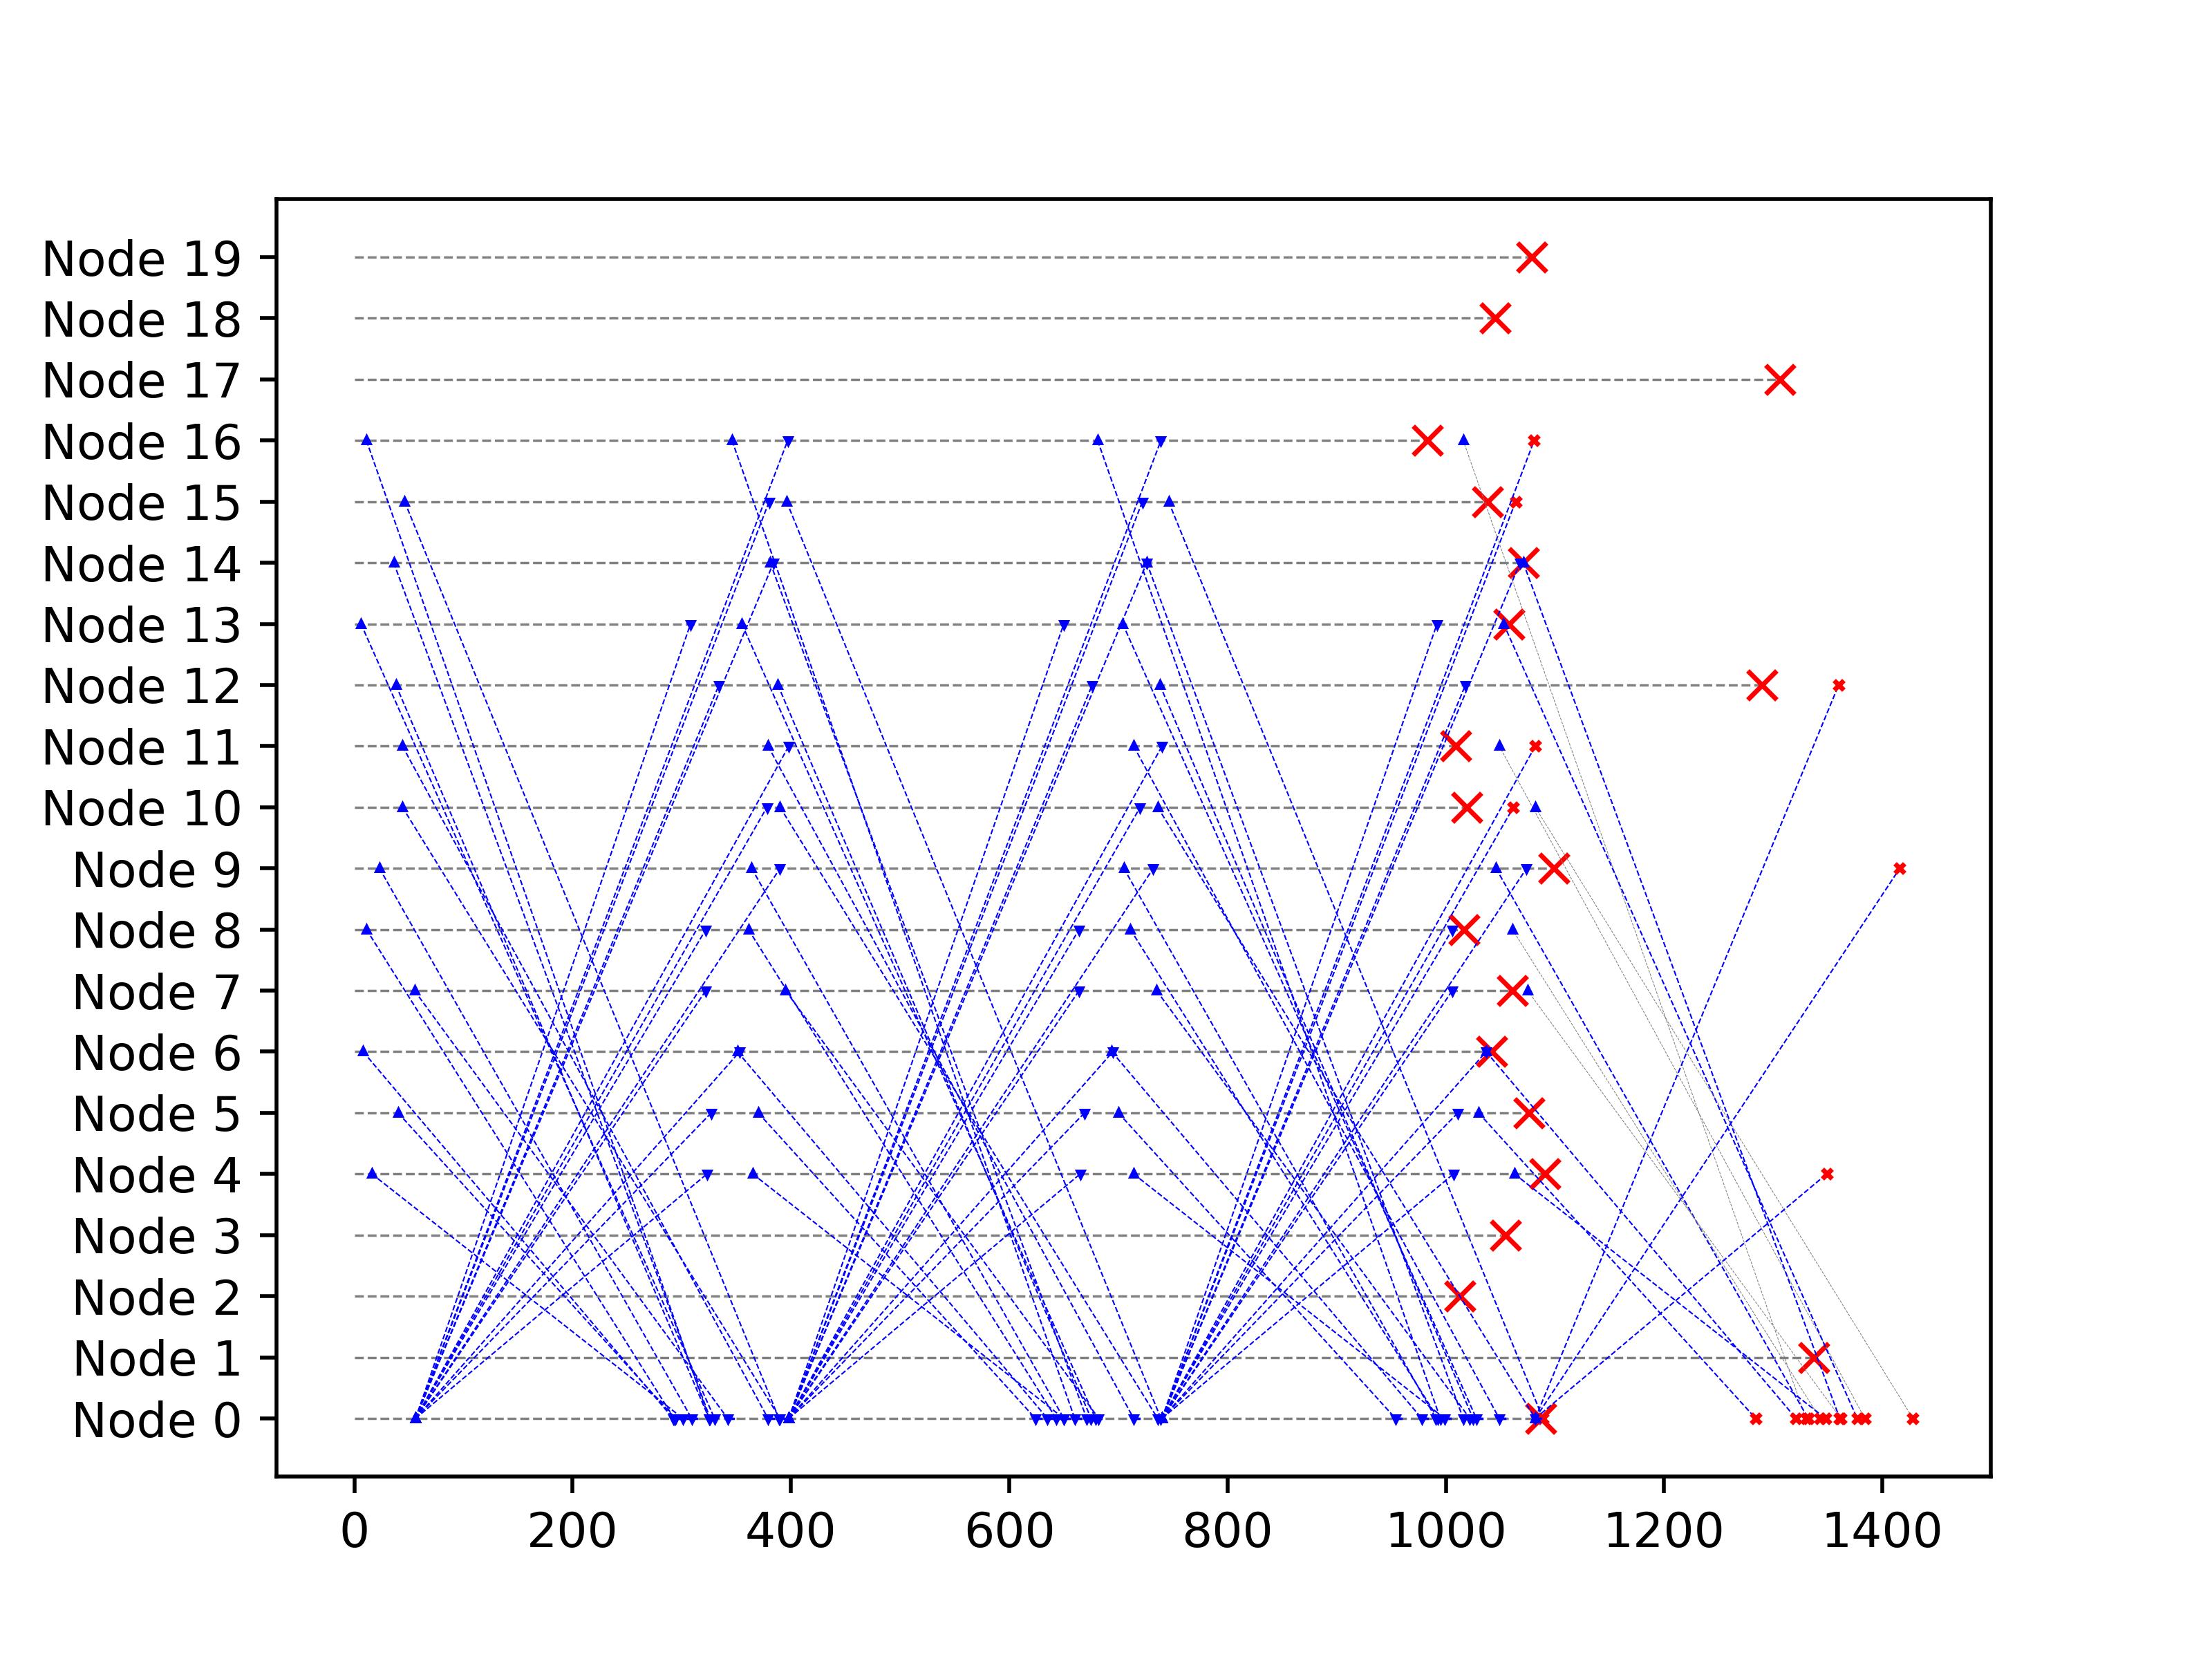 Node 19
Node 18
Node 17
Node 16
Node 15
Node 14
Node 13
Node 12
Node 11
Node 10
Node 9
Node 8
Node 7
Node 6
Node 5
Node 4
Node 3
Node 2
Node 1
Node 0
0 200 400 600 800 1000 1200 1400